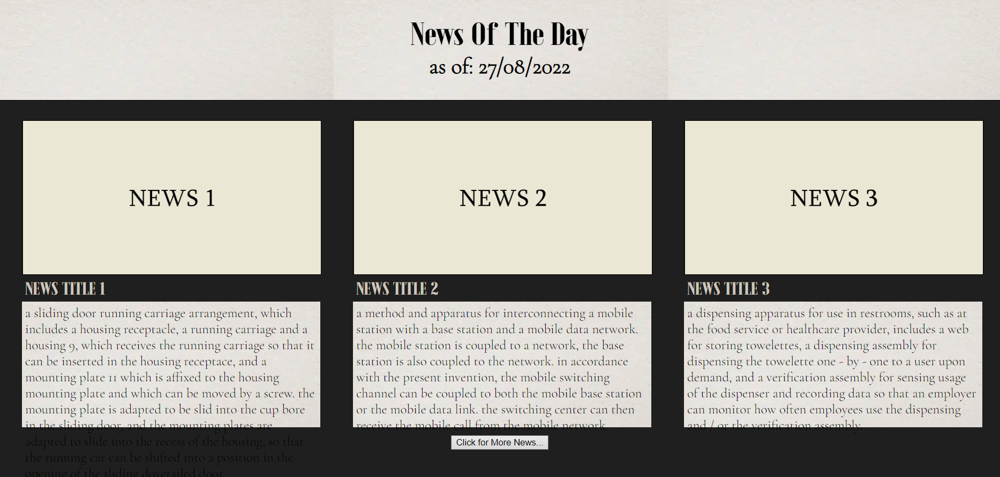 News Of The Day
as of: 27/08/2022
NEWS 1
NEWS 2
NEWS 3
NEWS TITLE 1
a sliding door running carriage arrangement, which
includes a housing receptacle, a running carriage and a
housing 9, which receives the running carriage so that it
can be inserted in the housing receptace, and a
mounting plate 11 which is affixed to the housing
mounting plate and which can be moved by a screw. the
mounting plate is adapted to be slid into the cup bore
in the sliding door, and the mounting plates are
adapted to slide into the recess of the housing, so that
the running car can be shifted into a position in the
opening of the sliding dovetailed door.
NEWS TITLE 2
a method and apparatus for interconnecting a mobile
station with a base station and a mobile data network.
the mobile station is coupled to a network, the base
station is also coupled to the network. in accordance
with the present invention, the mobile switching
channel can be coupled to both the mobile base station
or the mobile data link. the switching center can then
receive the mobile call from the mobile network.
NEWS TITLE 3
a dispensing apparatus for use in restrooms, such as at
the food service or healthcare provider, includes a web
for storing towelettes, a dispensing assembly for
dispensing the towelette one - by - one to a user upon
demand, and a verification assembly for sensing usage
of the dispenser and recording data so that an employer
can monitor how often employees use the dispensing
and / or the verification assembly.
Click for More News...